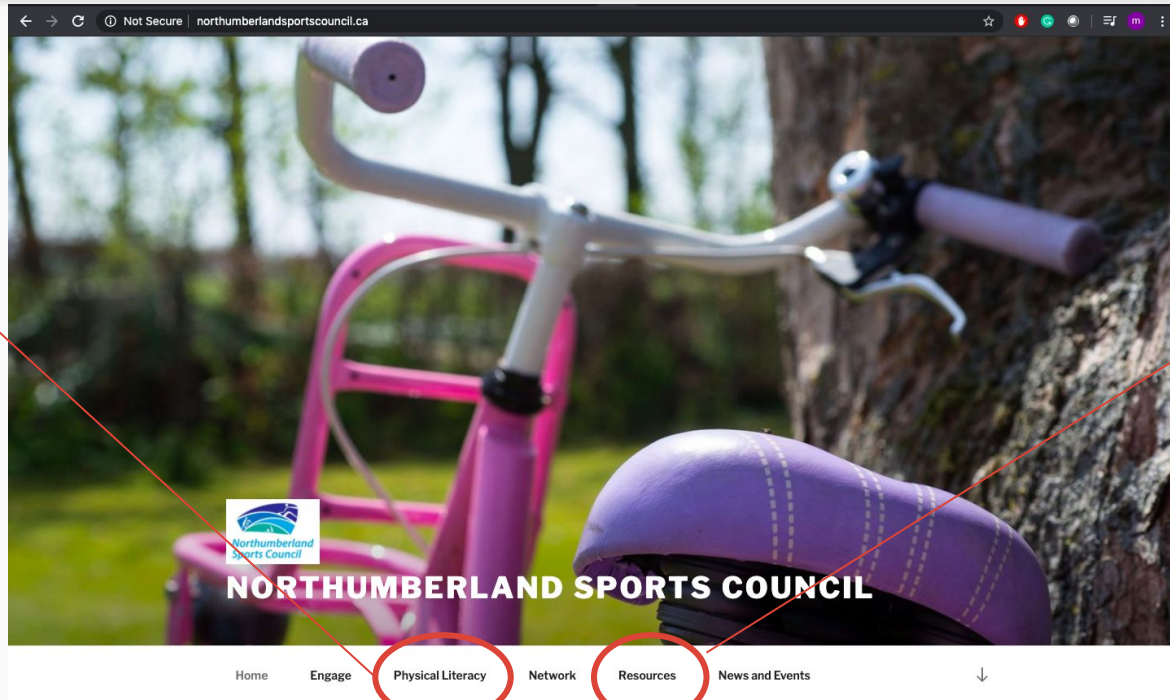 Not Secure northumberlandsportscouncil.ca m
Northumberland
Sports Council
NORTHUMBERLAND SPORTS COUNCIL
Home Engage Physical Literacy Network Resources News and Events